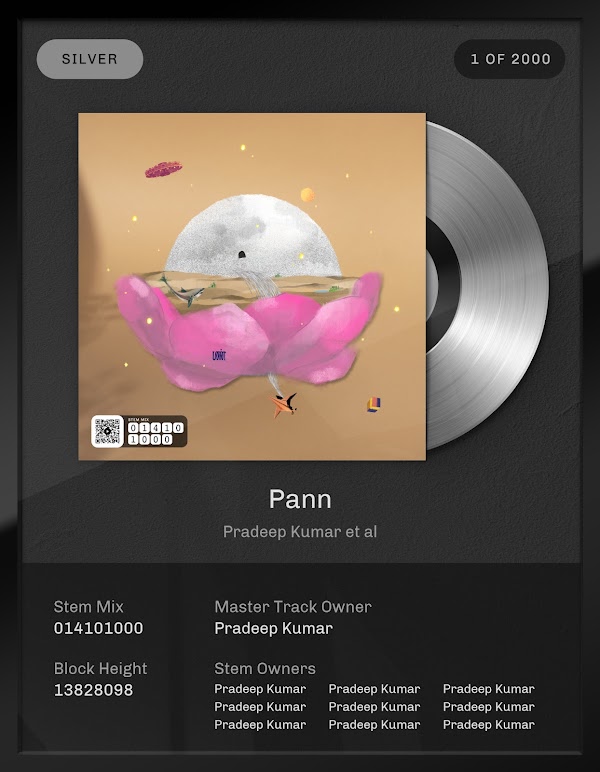 SILVER
1 OF 2000
STEM MIX
01410
1000
Pann
Pradeep Kumar et al
Stem Mix
014101000
Master Track Owner
Pradeep Kumar
Block Height
13828098
Stem Owners
Pradeep Kumar Pradeep Kumar Pradeep Kumar
Pradeep Kumar Pradeep Kumar Pradeep Kumar
Pradeep Kumar Pradeep Kumar Pradeep Kumar